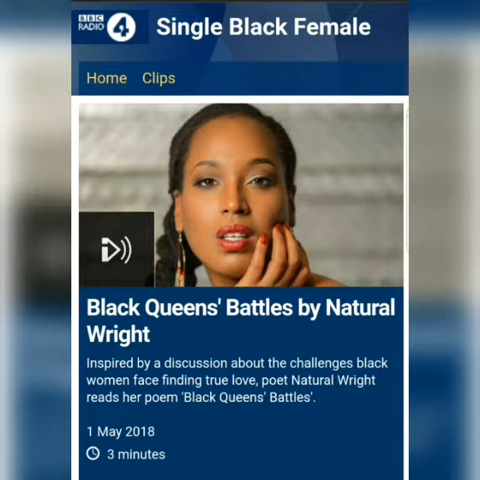 BBC
RADIO 4
Single Black Female
Home Clips
Black Queens' Battles by Natural
Wright
Inspired by a discussion about the challenges black
women face finding true love, poet Natural Wright
reads her poem 'Black Queens' Battles'.
1 May 2018
3 minutes